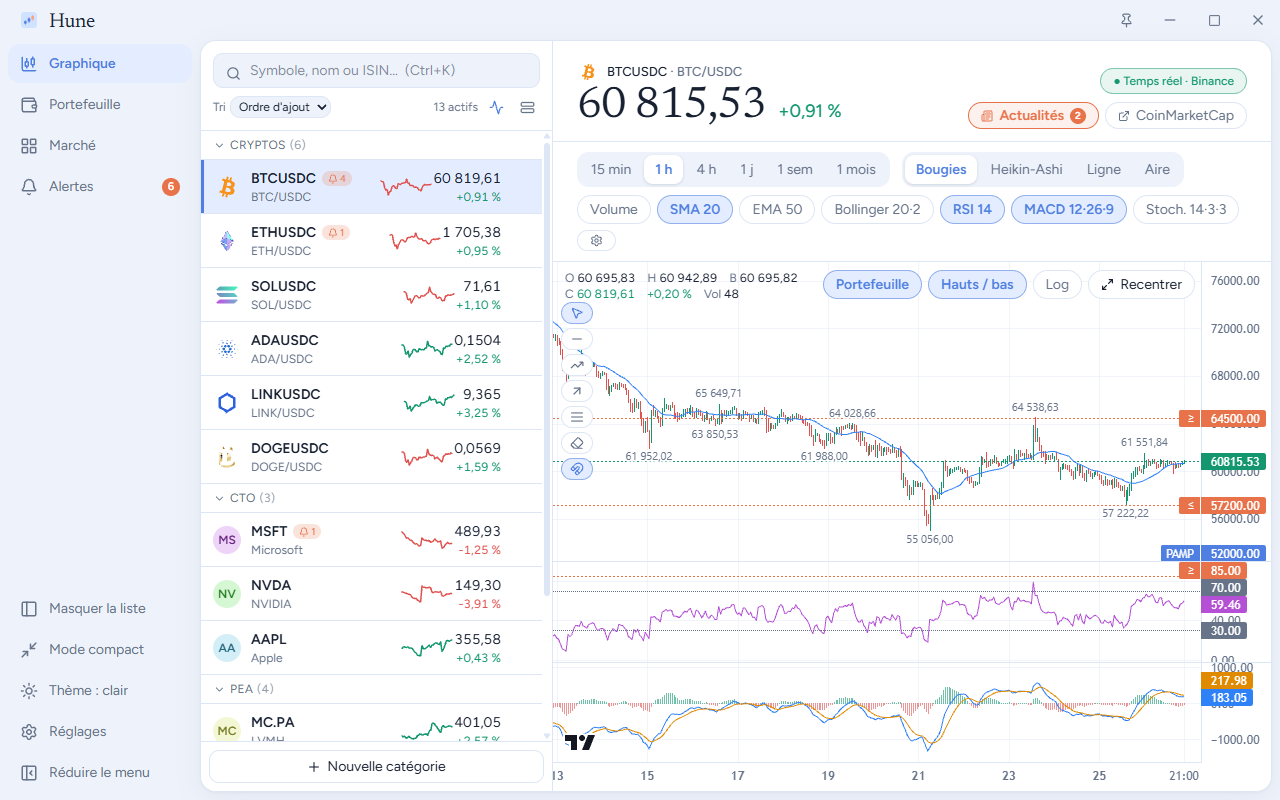 Hune
Graphique
Portefeuille
Marché
Alertes
6
Masquer la liste
Mode compact
Thème : clair
Réglages
Réduire le menu
Symbole, nom ou ISIN… (Ctrl+K)
Tri Ordre d'ajout 13 actifs
CRYPTOS (6)
BTCUSDC 4 60 819,61
BTC/USDC +0,91 %
ETHUSDC 1 1 705,38
ETH/USDC +0,95 %
SOLUSDC 71,61
SOL/USDC +1,10 %
ADAUSDC 0,1504
ADA/USDC +2,52 %
LINKUSDC 9,365
LINK/USDC +3,25 %
DOGEUSDC 0,0569
DOGE/USDC +1,59 %
CTO (3)
MS MSFT 1 489,93
Microsoft -1,25 %
NV NVDA 149,30
NVIDIA -3,91 %
AA AAPL 355,58
Apple +0,43 %
PEA (4)
MC MC.PA 401,05
LVMH +2,57 %
Nouvelle catégorie
BTCUSDC · BTC/USDC
60 815,53 +0,91 %
Temps réel · Binance
Actualités 2
CoinMarketCap
15 min 1 h 4 h 1 j 1 sem 1 mois Bougies Heikin-Ashi Ligne Aire
Volume SMA 20 EMA 50 Bollinger 20·2 RSI 14 MACD 12·26·9 Stoch. 14·3·3
O 60 695,83 H 60 942,89 B 60 695,82
C 60 819,61 +0,20 % Vol 48
Portefeuille Hauts / bas Log Recentrer
76000.00
72000.00
68000.00
65 649,71
64 028,66
64 538,63
≥ 64500.00
63 850,53
61 551,84
61 952,02
61 988,00
60815.53
60000.00
≤ 57200.00
57 222,22
56000.00
55 056,00
PAMP 52000.00
≥ 85.00
70.00
59.46
40.00
30.00
0.00
1000.00
217.98
183.05
−1000.00
13 15 17 19 21 23 25 21:00